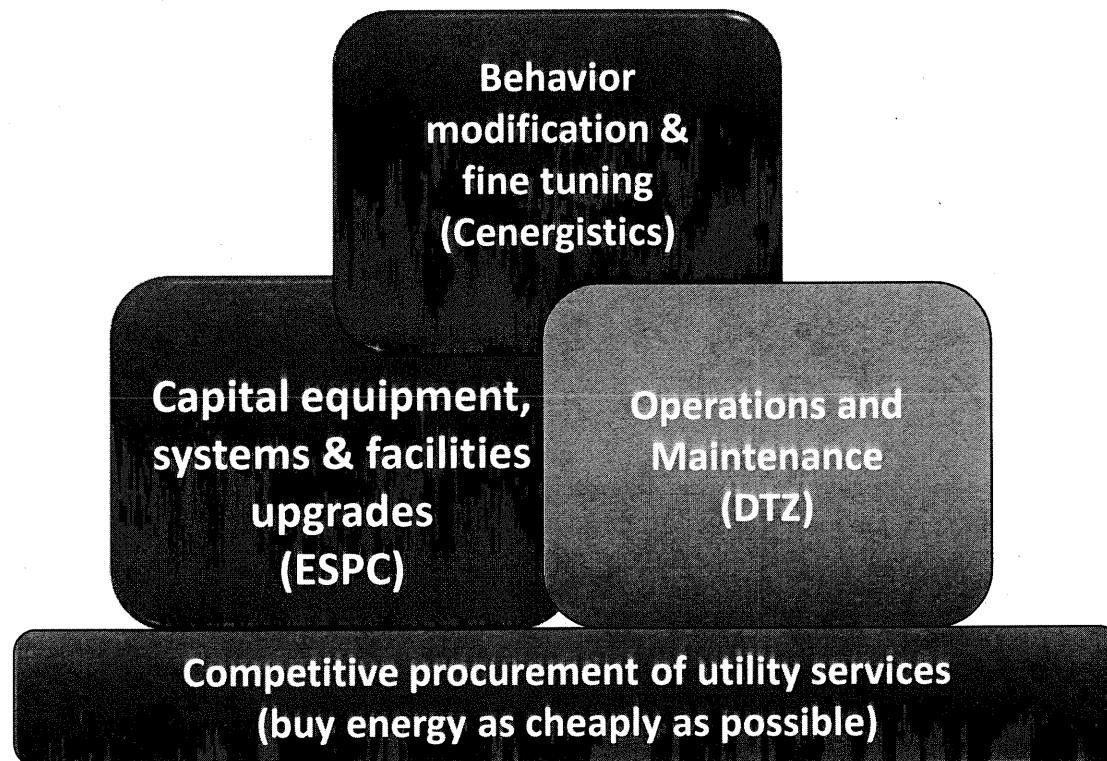 Behavior
modification &
fine tuning
(Cenergistics)
Capital equipment,
systems & facilities
upgrades
(ESPC)
Operations and
Maintenance
(DTZ)
Competitive procurement of utility services
(buy energy as cheaply as possible)